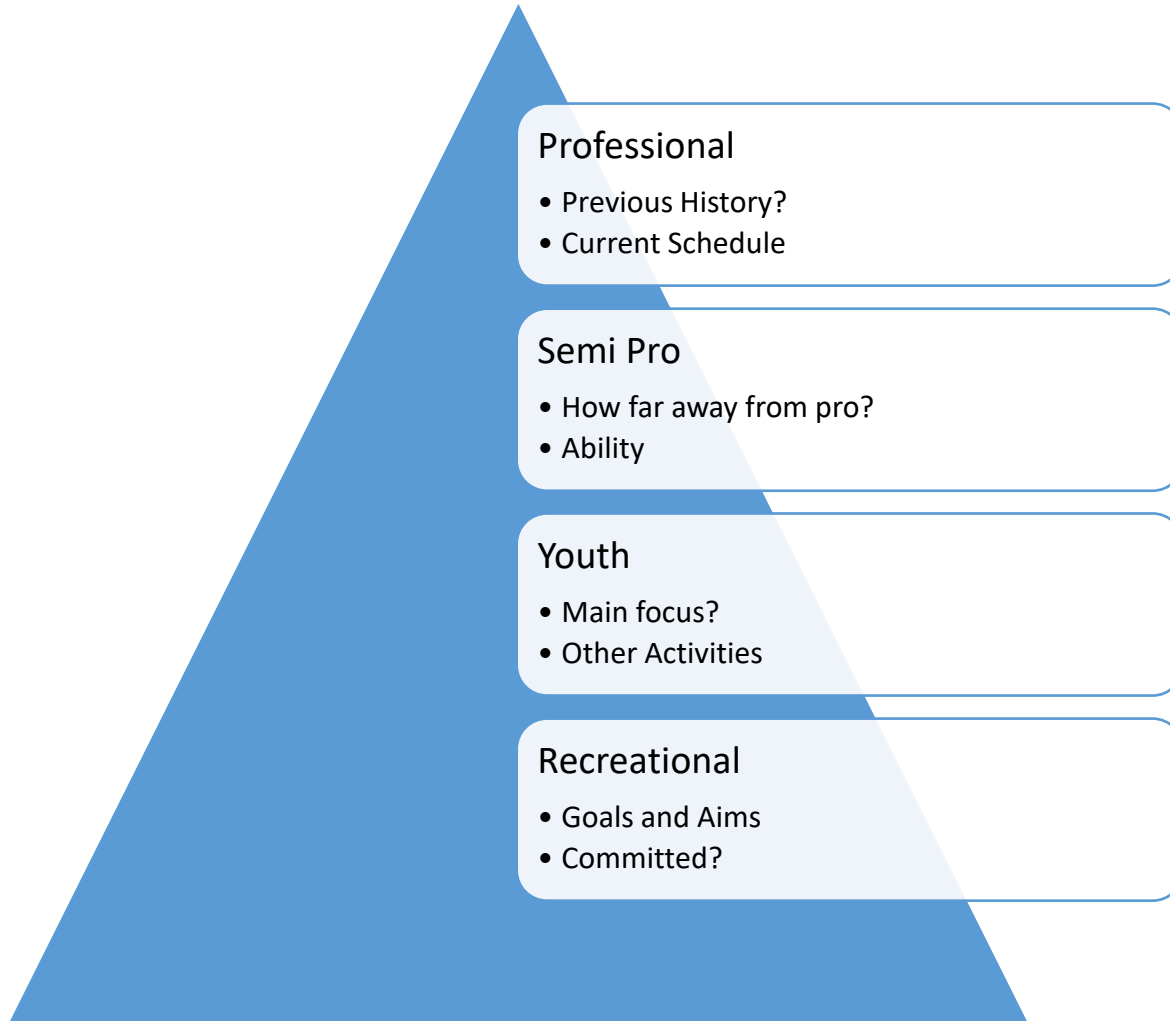 Professional
• Previous History?
• Current Schedule
Semi Pro
• How far away from pro?
• Ability
Youth
• Main focus?
• Other Activities
Recreational
• Goals and Aims
• Committed?